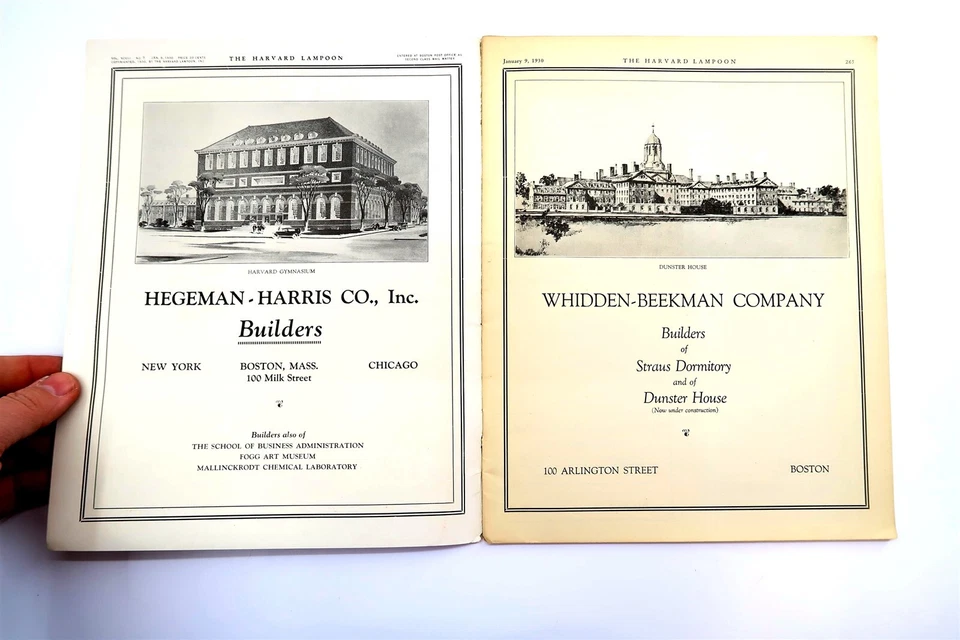 THE HARVARD LAMPOON
HARVARD GYMNASIUM
HEGEMAN-HARRIS CO., Inc.
Builders
NEW YORK BOSTON, MASS. CHICAGO
100 Milk Street
Builders also of
THE SCHOOL OF BUSINESS ADMINISTRATION
FOGG ART MUSEUM
MALLINCKRODT CHEMICAL LABORATORY
January 9, 1930 THE HARVARD LAMPOON 247
DUNSTER HOUSE
WHIDDEN-BEEKMAN COMPANY
Builders
of
Straus Dormitory
and of
Dunster House
(Now under construction)
100 ARLINGTON STREET BOSTON